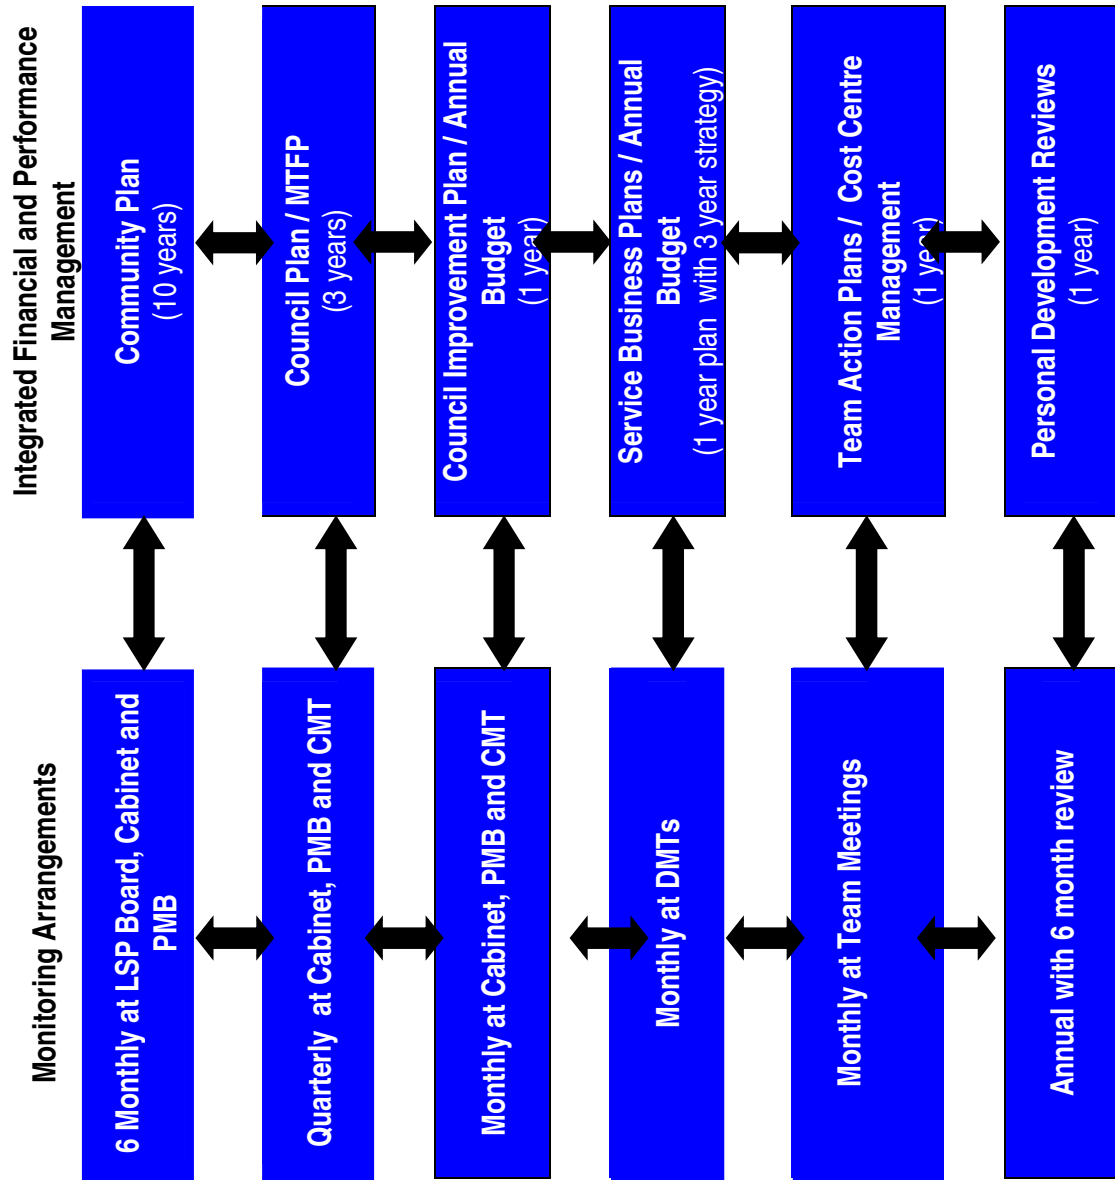 Monitoring Arrangements
6 Monthly at LSP Board, Cabinet and
PMB
Quarterly at Cabinet, PMB and CMT
Monthly at Cabinet, PMB and CMT
Monthly at DMTs
Monthly at Team Meetings
Annual with 6 month review
Integrated Financial and Performance
Management
Community Plan
(10 years)
Council Plan / MTFP
(3 years)
Council Improvement Plan / Annual
Budget
(1 year)
Service Business Plans / Annual
Budget
(1 year plan with 3 year strategy)
Team Action Plans / Cost Centre
Management
(1 year)
Personal Development Reviews
(1 year)